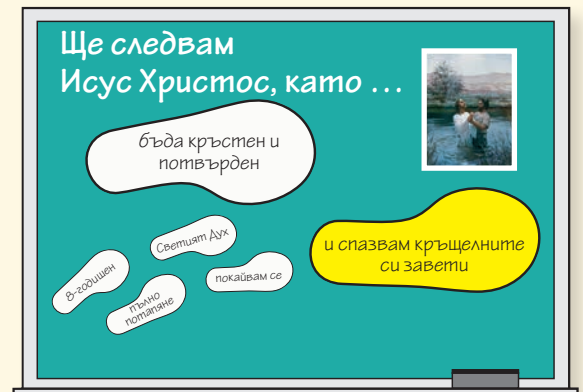 Ще следвам
Исус Христос, като ...
бъда кръстен и
потвърден
Светият Дух
8-годишен
пълно
потапяне
покайвам се
и спазвам кръщелните
си завети